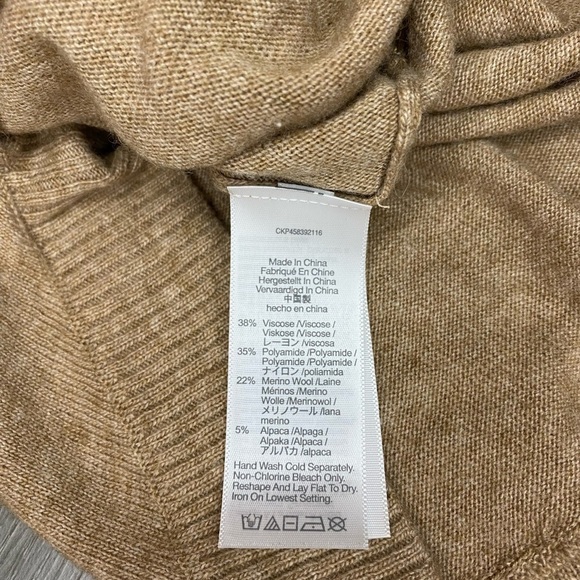 CKP458392116
Made In China
Fabriqué En Chine
Hergestellt In China
Vervaardigd In China
中国製
hecho en china
38% Viscose /Viscose /
Viskose /Viscose /
レーヨン /viscosa
35% Polyamide /Polyamide /
Polyamide /Polyamide /
ナイロン /poliamida
22% Merino Wool /Laine
Mérinos /Merino
Wolle /Merinowol /
メリノウール /lana
merino
5% Alpaca /Alpaga /
Alpaka /Alpaca /
アルパカ /alpaca
Hand Wash Cold Separately.
Non-Chlorine Bleach Only.
Reshape And Lay Flat To Dry.
Iron On Lowest Setting.